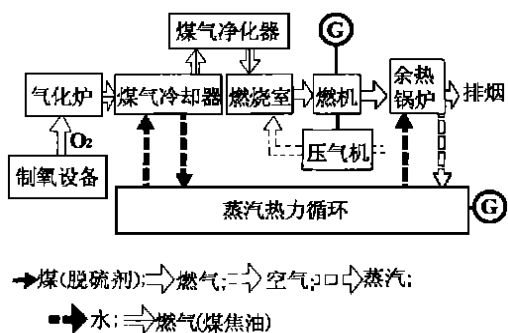 煤气净化器
G
气化炉
煤气冷却器
燃烧室
燃机
余热
锅炉
排烟
O₂
制氧设备
压气机
蒸汽热力循环
G
煤(脱硫剂);燃气;空气;蒸汽;
水;燃气(煤焦油)